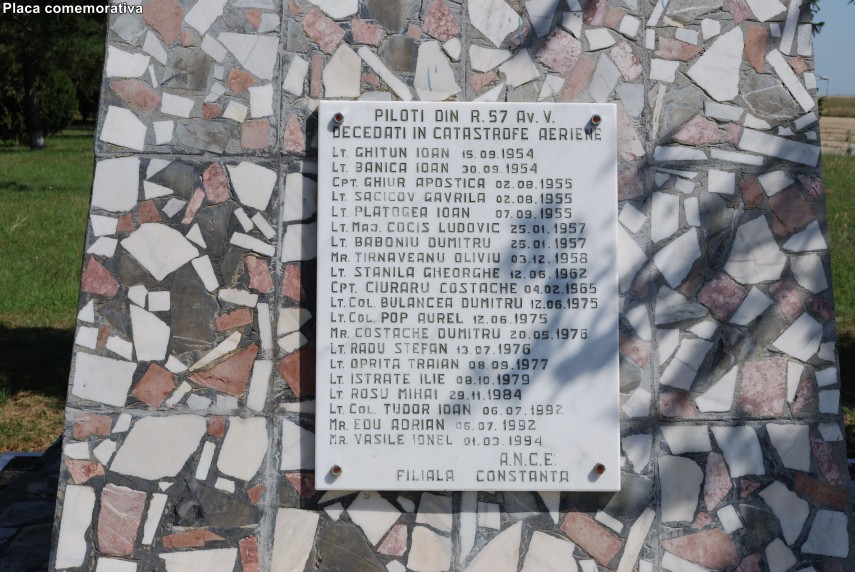 Placa comemorativa
PILOTI DIN R.57 AV. V.
DECEDATI IN CATASTROFE AERIENE
LT. GHITUN IOAN 15.09.1954
LT. BANICA IOAN 30.09.1954
CPT. GHIUR APOSTICA 02.08.1955
LT. SACICOV GAVRILA 02.08.1955
LT. PLATOGEA IOAN 07.09.1955
LT. MAJ. COCIS LUDOVIC 25.01.1957
LT. BABONIU DUMITRU 25.01.1957
MR. TIRNAVEANU OLIVIU 03.12.1958
LT. STANILA GHEORGHE 12.06.1962
CPT. CIURARU COSTACHE 04.02.1965
LT. COL. BULANCEA DUMITRU 12.06.1975
LT. COL. POP AUREL 12.06.1975
MR. COSTACHE DUMITRU 20.05.1976
LT. RADU STEFAN 13.07.1976
LT. OPRITA TRAIAN 08.09.1977
LT. ISTRATE ILIE 08.10.1979
LT. ROSU MIHAI 29.11.1984
LT. COL. TUDOR IOAN 06.07.1992
MR. EDU ADRIAN 06.07.1992
MR. VASILE IONEL 01.03.1994
A.N.C.E.
FILIALA CONSTANTA